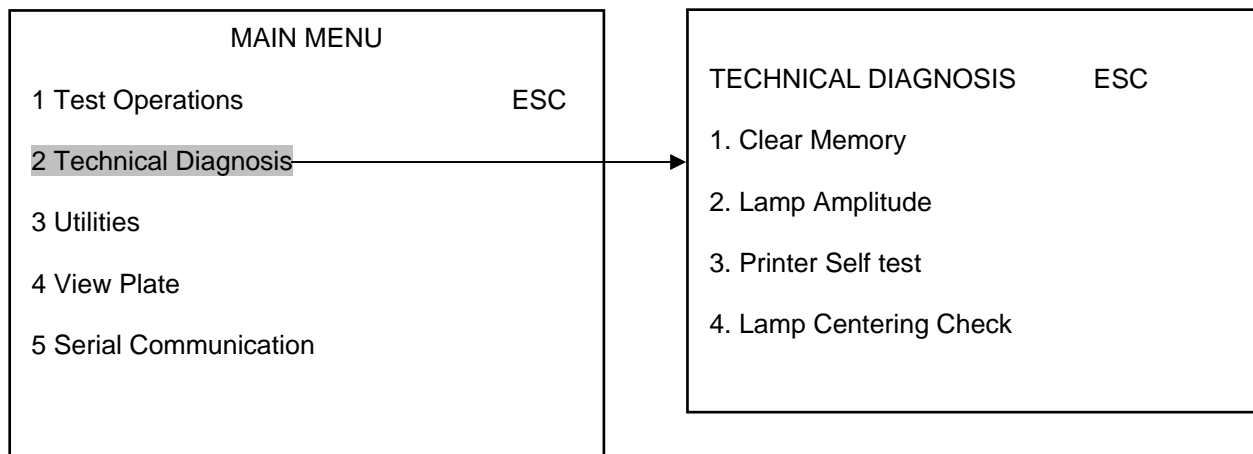 MAIN MENU
1 Test Operations ESC
2 Technical Diagnosis
3 Utilities
4 View Plate
5 Serial Communication
TECHNICAL DIAGNOSIS ESC
1. Clear Memory
2. Lamp Amplitude
3. Printer Self test
4. Lamp Centering Check